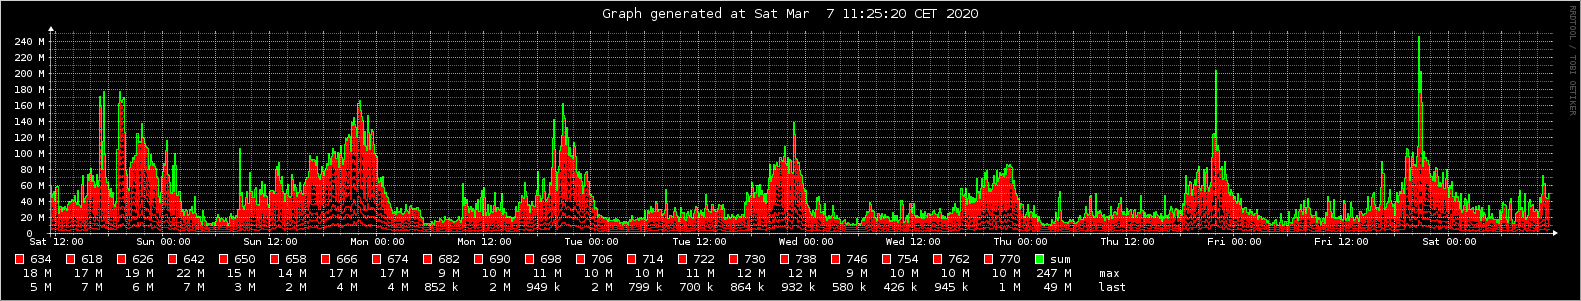 Graph generated at Sat Mar  7 11:25:20 CET 2020
RRDTOOL / TOBI OETIKER
240 M
220 M
200 M
180 M
160 M
140 M
120 M
100 M
80 M
60 M
40 M
20 M
0
Sat 12:00 Sun 00:00 Sun 12:00 Mon 00:00 Mon 12:00 Tue 00:00 Tue 12:00 Wed 00:00 Wed 12:00 Thu 00:00 Thu 12:00 Fri 00:00 Fri 12:00 Sat 00:00
634 618 626 642 650 658 666 674 682 690 698 706 714 722 730 738 746 754 762 770 sum
18 M 17 M 19 M 22 M 15 M 14 M 17 M 17 M 9 M 10 M 11 M 10 M 10 M 11 M 11 M 12 M 9 M 10 M 10 M 10 M 247 M max
5 M 7 M 6 M 7 M 3 M 2 M 4 M 4 M 852 k 2 M 949 k 2 M 799 k 700 k 864 k 932 k 580 k 426 k 945 k 1 M 49 M last